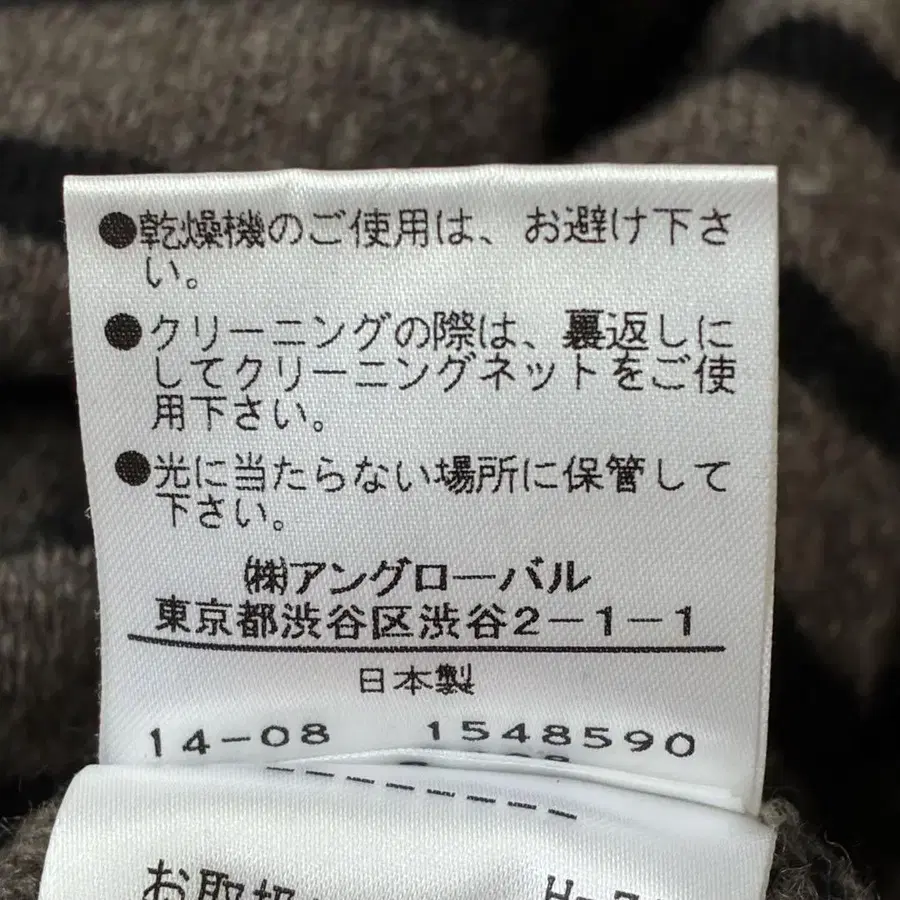 ●乾燥機のご使用は、お避け下さ
い。
●クリーニングの際は、裏返しに
してクリーニングネットをご使
用下さい。
●光に当たらない場所に保管して
下さい。
㈱アングローバル
東京都渋谷区渋谷2-1-1
日本製
14-08 1548590
お取扱